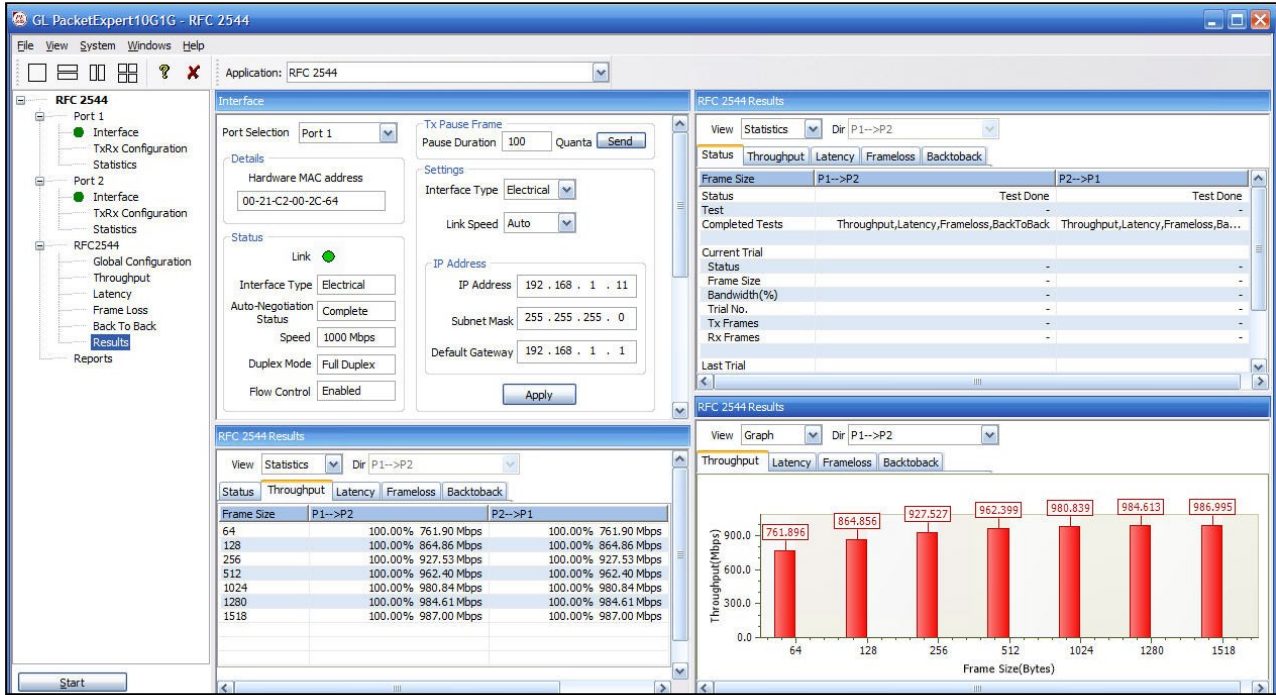 GL PacketExpert10G1G - RFC 2544
File View System Windows Help
Application: RFC 2544
RFC 2544
Port 1
Interface
TxRx Configuration
Statistics
Port 2
Interface
TxRx Configuration
Statistics
RFC2544
Global Configuration
Throughput
Latency
Frame Loss
Back To Back
Results
Reports
Start
Interface
Port Selection Port 1
Details
Hardware MAC address
00-21-C2-00-2C-64
Status
Link
Interface Type Electrical
Auto-Negotiation Status Complete
Speed 1000 Mbps
Duplex Mode Full Duplex
Flow Control Enabled
Tx Pause Frame
Pause Duration 100 Quanta Send
Settings
Interface Type Electrical
Link Speed Auto
IP Address
IP Address 192 . 168 . 1 . 11
Subnet Mask 255 . 255 . 255 . 0
Default Gateway 192 . 168 . 1 . 1
Apply
RFC 2544 Results
View Statistics Dir P1-->P2
Status Throughput Latency Frameloss Backtoback
Frame Size P1-->P2 P2-->P1
Status Test Done Test Done
Test - -
Completed Tests Throughput,Latency,Frameloss,BackToBack Throughput,Latency,Frameloss,Ba...
Current Trial
Status - -
Frame Size - -
Bandwidth(%) - -
Trial No. - -
Tx Frames - -
Rx Frames - -
Last Trial
RFC 2544 Results
View Statistics Dir P1-->P2
Status Throughput Latency Frameloss Backtoback
Frame Size P1-->P2 P2-->P1
64 100.00% 761.90 Mbps 100.00% 761.90 Mbps
128 100.00% 864.86 Mbps 100.00% 864.86 Mbps
256 100.00% 927.53 Mbps 100.00% 927.53 Mbps
512 100.00% 962.40 Mbps 100.00% 962.40 Mbps
1024 100.00% 980.84 Mbps 100.00% 980.84 Mbps
1280 100.00% 984.61 Mbps 100.00% 984.61 Mbps
1518 100.00% 987.00 Mbps 100.00% 987.00 Mbps
RFC 2544 Results
View Graph Dir P1-->P2
Throughput Latency Frameloss Backtoback
761.896 864.856 927.527 962.399 980.839 984.613 986.995
Throughput(Mbps)
900.0
600.0
300.0
0.0
64 128 256 512 1024 1280 1518
Frame Size(Bytes)